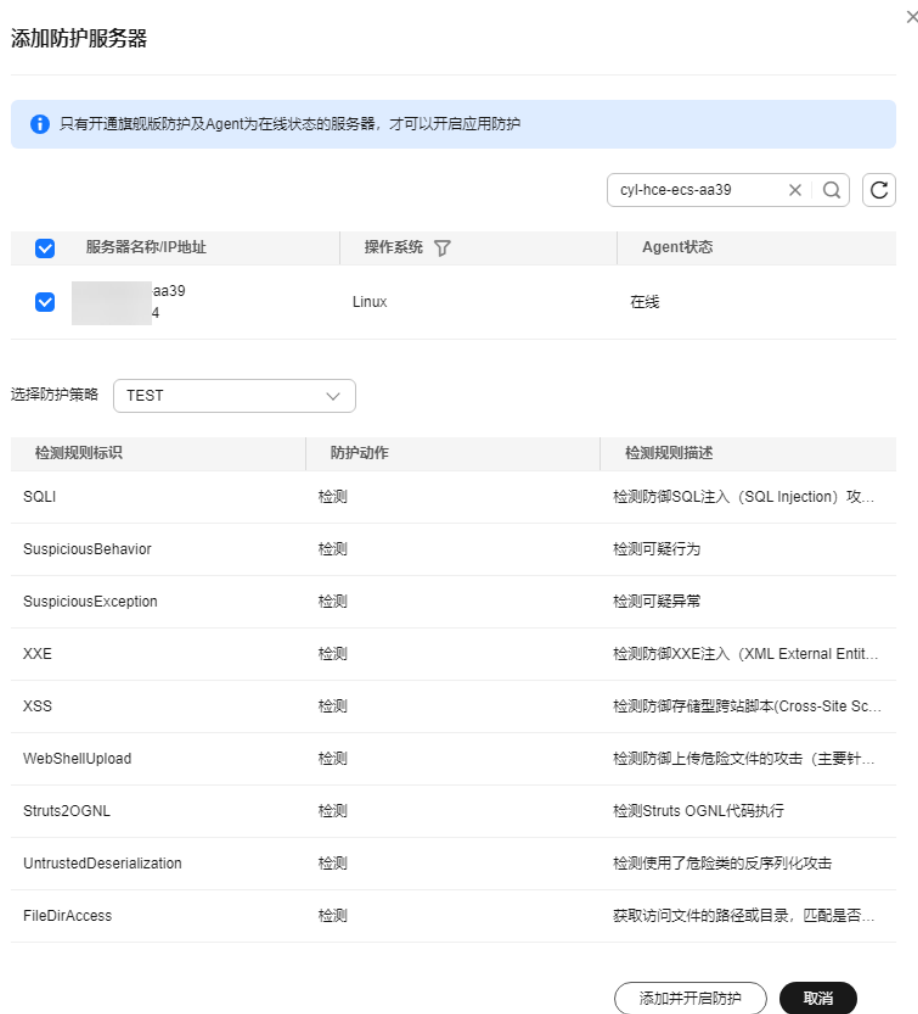 添加防护服务器
只有开通旗舰版防护及Agent为在线状态的服务器，才可以开启应用防护
cyl-hce-ecs-aa39
服务器名称/IP地址 操作系统 Agent状态
aa39
4
Linux 在线
选择防护策略 TEST
检测规则标识 防护动作 检测规则描述
SQLI 检测 检测防御SQL注入（SQL Injection）攻...
SuspiciousBehavior 检测 检测可疑行为
SuspiciousException 检测 检测可疑异常
XXE 检测 检测防御XXE注入（XML External Entit...
XSS 检测 检测防御存储型跨站脚本(Cross-Site Sc...
WebShellUpload 检测 检测防御上传危险文件的攻击（主要针...
Struts2OGNL 检测 检测Struts OGNL代码执行
UntrustedDeserialization 检测 检测使用了危险类的反序列化攻击
FileDirAccess 检测 获取访问文件的路径或目录，匹配是否...
添加并开启防护 取消